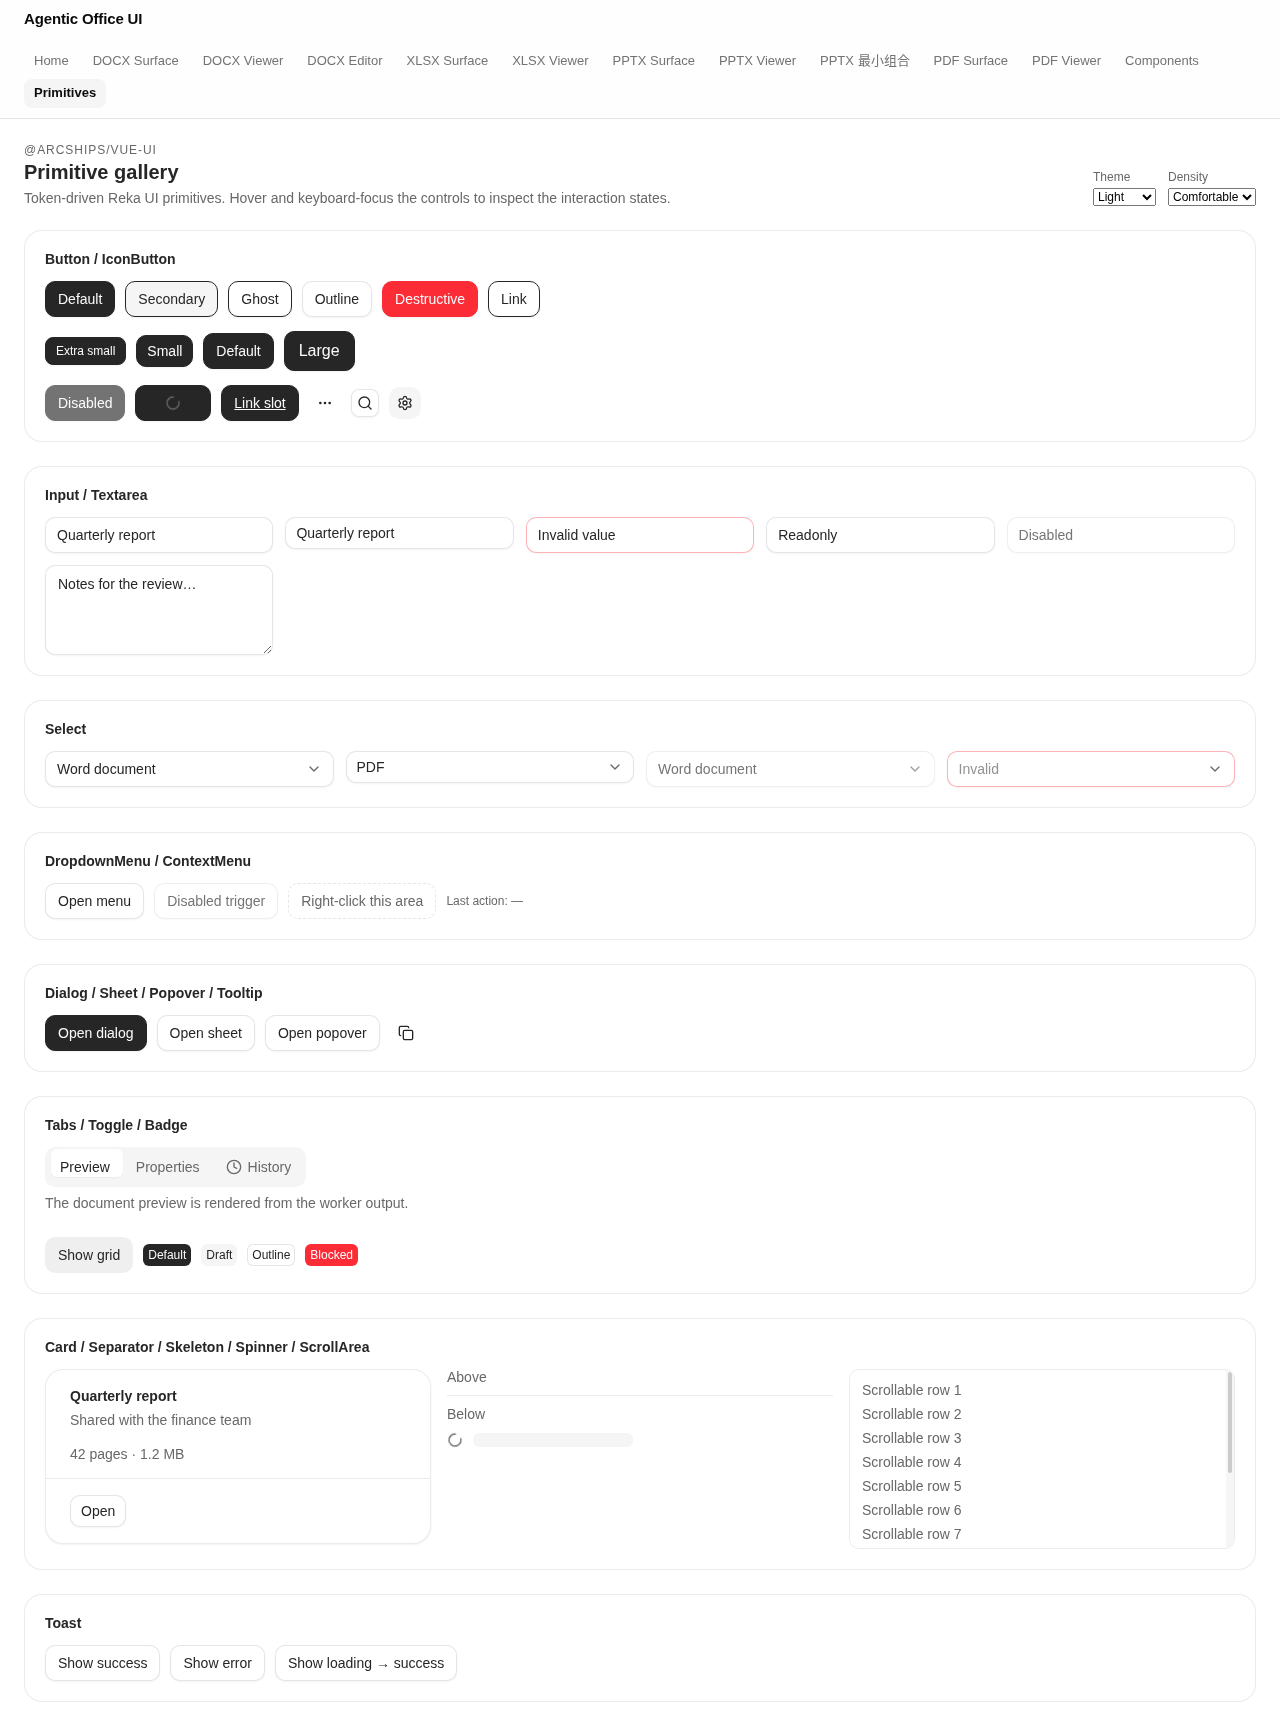 Agentic Office UI
Home DOCX Surface DOCX Viewer DOCX Editor XLSX Surface XLSX Viewer PPTX Surface PPTX Viewer PPTX 最小组合 PDF Surface PDF Viewer Components
Primitives
@ARCSHIPS/VUE-UI
Primitive gallery
Token-driven Reka UI primitives. Hover and keyboard-focus the controls to inspect the interaction states.
Theme Density
Light Comfortable
Button / IconButton
Default Secondary Ghost Outline Destructive Link
Extra small Small Default Large
Disabled Link slot
Input / Textarea
Quarterly report Quarterly report Invalid value Readonly Disabled
Notes for the review…
Select
Word document PDF Word document Invalid
DropdownMenu / ContextMenu
Open menu Disabled trigger Right-click this area Last action: —
Dialog / Sheet / Popover / Tooltip
Open dialog Open sheet Open popover
Tabs / Toggle / Badge
Preview Properties History
The document preview is rendered from the worker output.
Show grid Default Draft Outline Blocked
Card / Separator / Skeleton / Spinner / ScrollArea
Quarterly report
Shared with the finance team
42 pages · 1.2 MB
Open
Above
Below
Scrollable row 1
Scrollable row 2
Scrollable row 3
Scrollable row 4
Scrollable row 5
Scrollable row 6
Scrollable row 7
Toast
Show success Show error Show loading → success